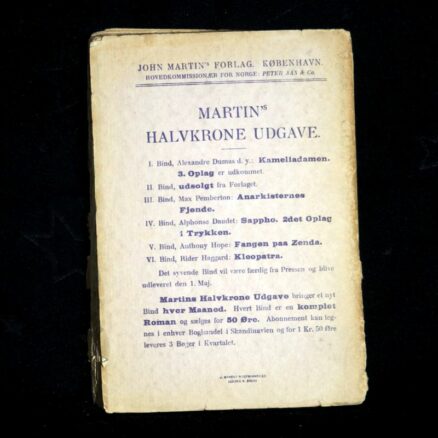 JOHN MARTIN'S FORLAG. KØBENHAVN.
HOVEDKOMMISSIONÆR FOR NORGE: PETER SAX & Co.
MARTIN'S
HALVKRONE UDGAVE.
I. Bind, Alexandre Dumas d. y.: Kameliadamen.
3. Oplag er udkommet.
II. Bind, udsolgt fra Forlaget.
III. Bind, Max Pemberton: Anarkisternes
Fjende.
IV. Bind, Alphonse Daudet: Sappho. 2det Oplag
i Trykken.
V. Bind, Anthony Hope: Fangen paa Zenda.
VI. Bind, Rider Haggard: Kleopatra.
Det syvende Bind vil være færdig fra Pressen og blive
udleveret den 1. Maj.
Martins Halvkrone Udgave bringer et nyt
Bind hver Maaned. Hvert Bind er en komplet
Roman og sælges for 50 Øre. Abonnement kan teg-
nes i enhver Boghandel i Skandinavien og for 1 Kr. 50 Øre
leveres 3 Bøger i Kvartalet.